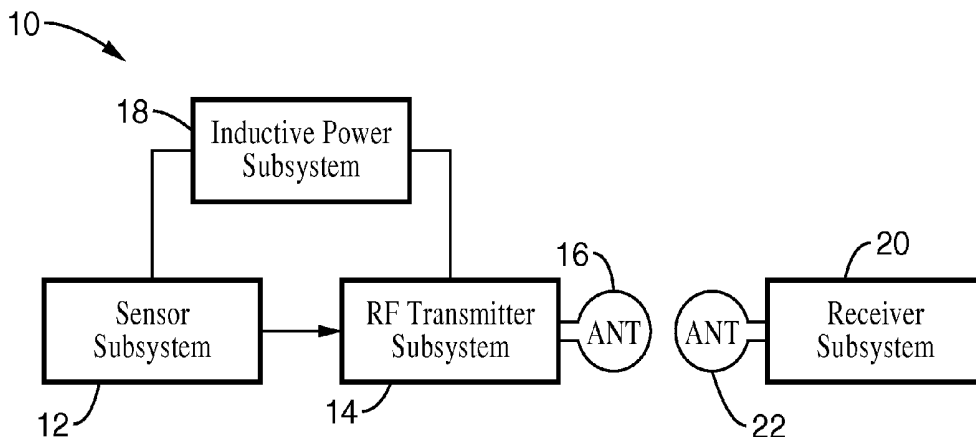 10
18
Inductive Power
Subsystem
16
20
Sensor
Subsystem
RF Transmitter
Subsystem
ANT
ANT
Receiver
Subsystem
12
14
22